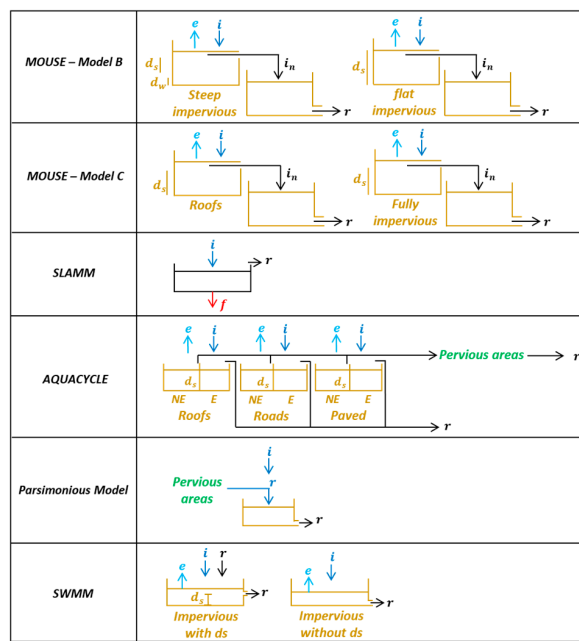 MOUSE – Model B
e i
d_s
d_w
i_n
Steep
impervious
r
e i
d_s
i_n
flat
impervious
r
MOUSE – Model C
e i
d_s
i_n
Roofs
r
e i
d_s
i_n
Fully
impervious
r
SLAMM
i
r
f
AQUACYCLE
e i e i e i
Pervious areas r
d_s d_s d_s
NE E NE E NE E
Roofs Roads Paved
r
Parsimonious Model
i
Pervious
areas
r
r
SWMM
e i r
d_s
r
Impervious
with ds
e i
r
Impervious
without ds